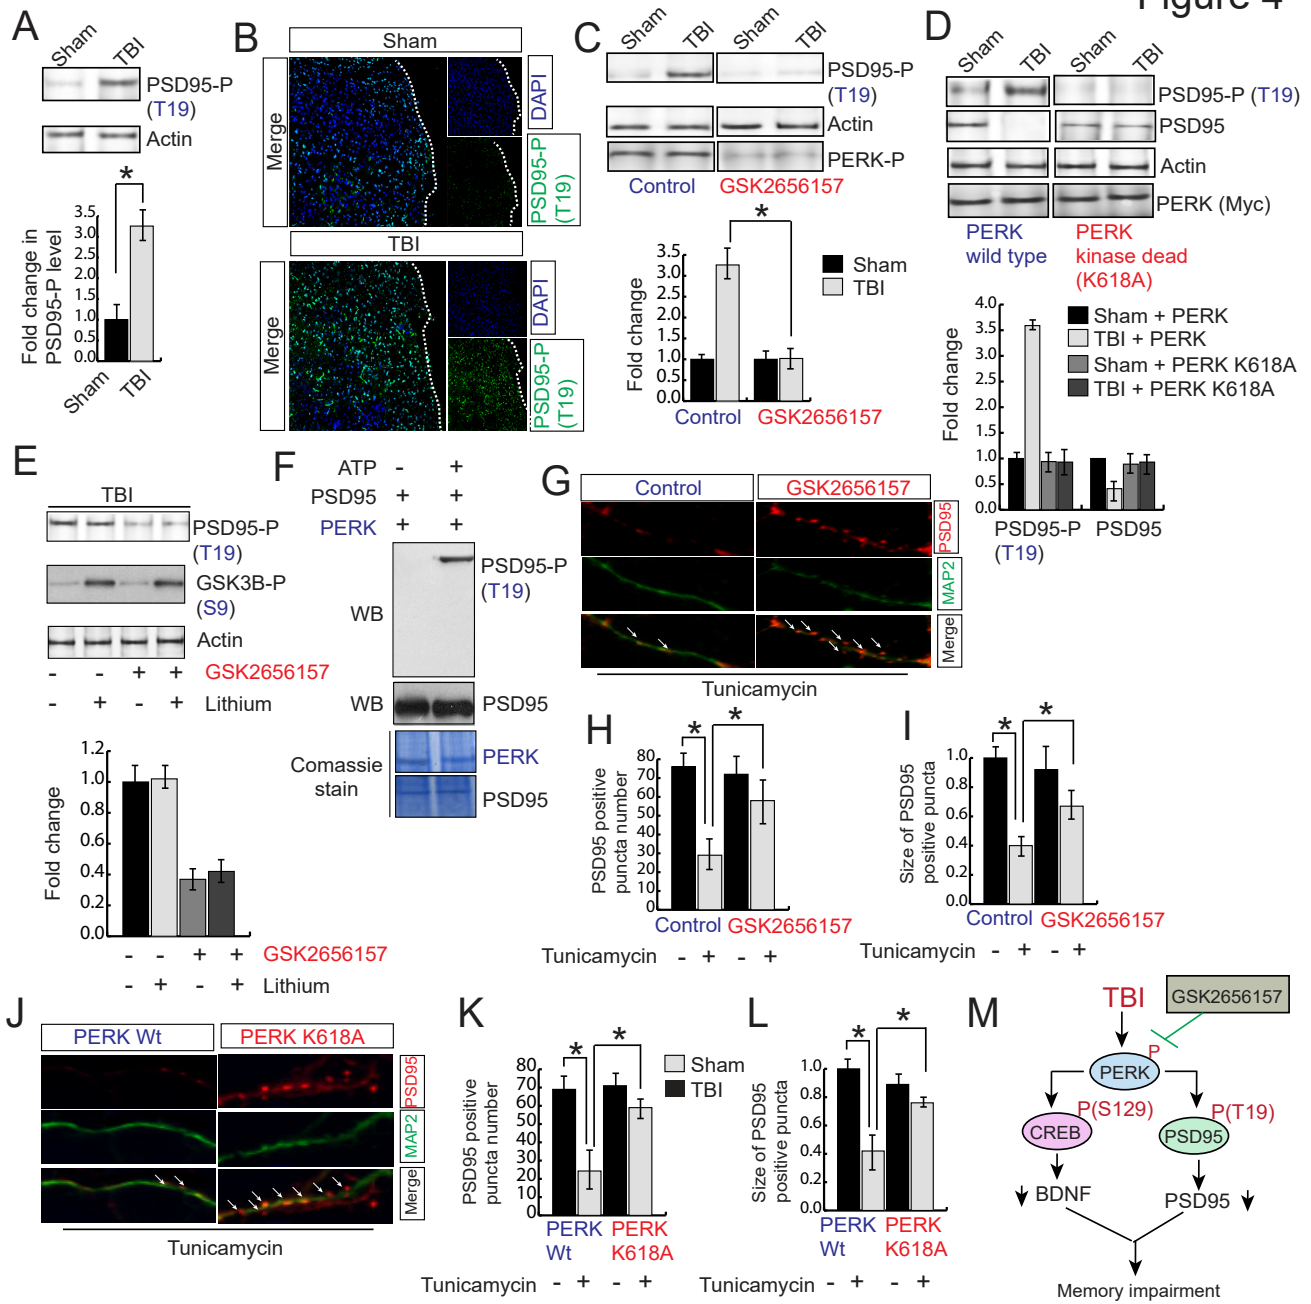 Figure 4
A
Sham
TBI
PSD95-P
(T19)
Actin
*
Fold change in
PSD95-P level
3.5
3.0
2.5
2.0
1.5
1.0
0.5
0.0
Sham
TBI
B
Sham
Merge
DAPI
PSD95-P
(T19)
TBI
Merge
DAPI
PSD95-P
(T19)
C
Sham
TBI
Sham
TBI
PSD95-P
(T19)
Actin
PERK-P
Control
GSK2656157
*
Fold change
3.5
3.0
2.5
2.0
1.5
1.0
0.5
0.0
Sham
TBI
Control
GSK2656157
D
Sham
TBI
Sham
TBI
PSD95-P (T19)
PSD95
Actin
PERK (Myc)
PERK
wild type
PERK
kinase dead
(K618A)
Fold change
4.0
3.5
3.0
2.5
2.0
1.5
1.0
0.5
0.0
Sham + PERK
TBI + PERK
Sham + PERK K618A
TBI + PERK K618A
PSD95-P
(T19)
PSD95
E
TBI
PSD95-P
(T19)
GSK3B-P
(S9)
Actin
- - + + GSK2656157
- + - + Lithium
Fold change
1.2
1.0
0.8
0.6
0.4
0.2
0.0
- - + + GSK2656157
- + - + Lithium
F
ATP - +
PSD95 + +
PERK + +
WB
PSD95-P
(T19)
WB
PSD95
Comassie
stain
PERK
PSD95
G
Control
GSK2656157
PSD95
MAP2
Merge
Tunicamycin
H
* *
PSD95 positive
puncta number
80
70
60
50
40
30
20
10
0
Control
GSK2656157
Tunicamycin - + - +
I
* *
Size of PSD95
positive puncta
1.0
0.8
0.6
0.4
0.2
0.0
Control
GSK2656157
Tunicamycin - + - +
J
PERK Wt
PERK K618A
PSD95
MAP2
Merge
Tunicamycin
K
* *
PSD95 positive
puncta number
80
70
60
50
40
30
20
10
0
Sham
TBI
PERK
Wt
PERK
K618A
Tunicamycin - + - +
L
* *
Size of PSD95
positive puncta
1.0
0.8
0.6
0.4
0.2
0.0
PERK
Wt
PERK
K618A
Tunicamycin - + - +
M
TBI
GSK2656157
P
PERK
P(S129)
P(T19)
CREB
PSD95
BDNF
PSD95
Memory impairment